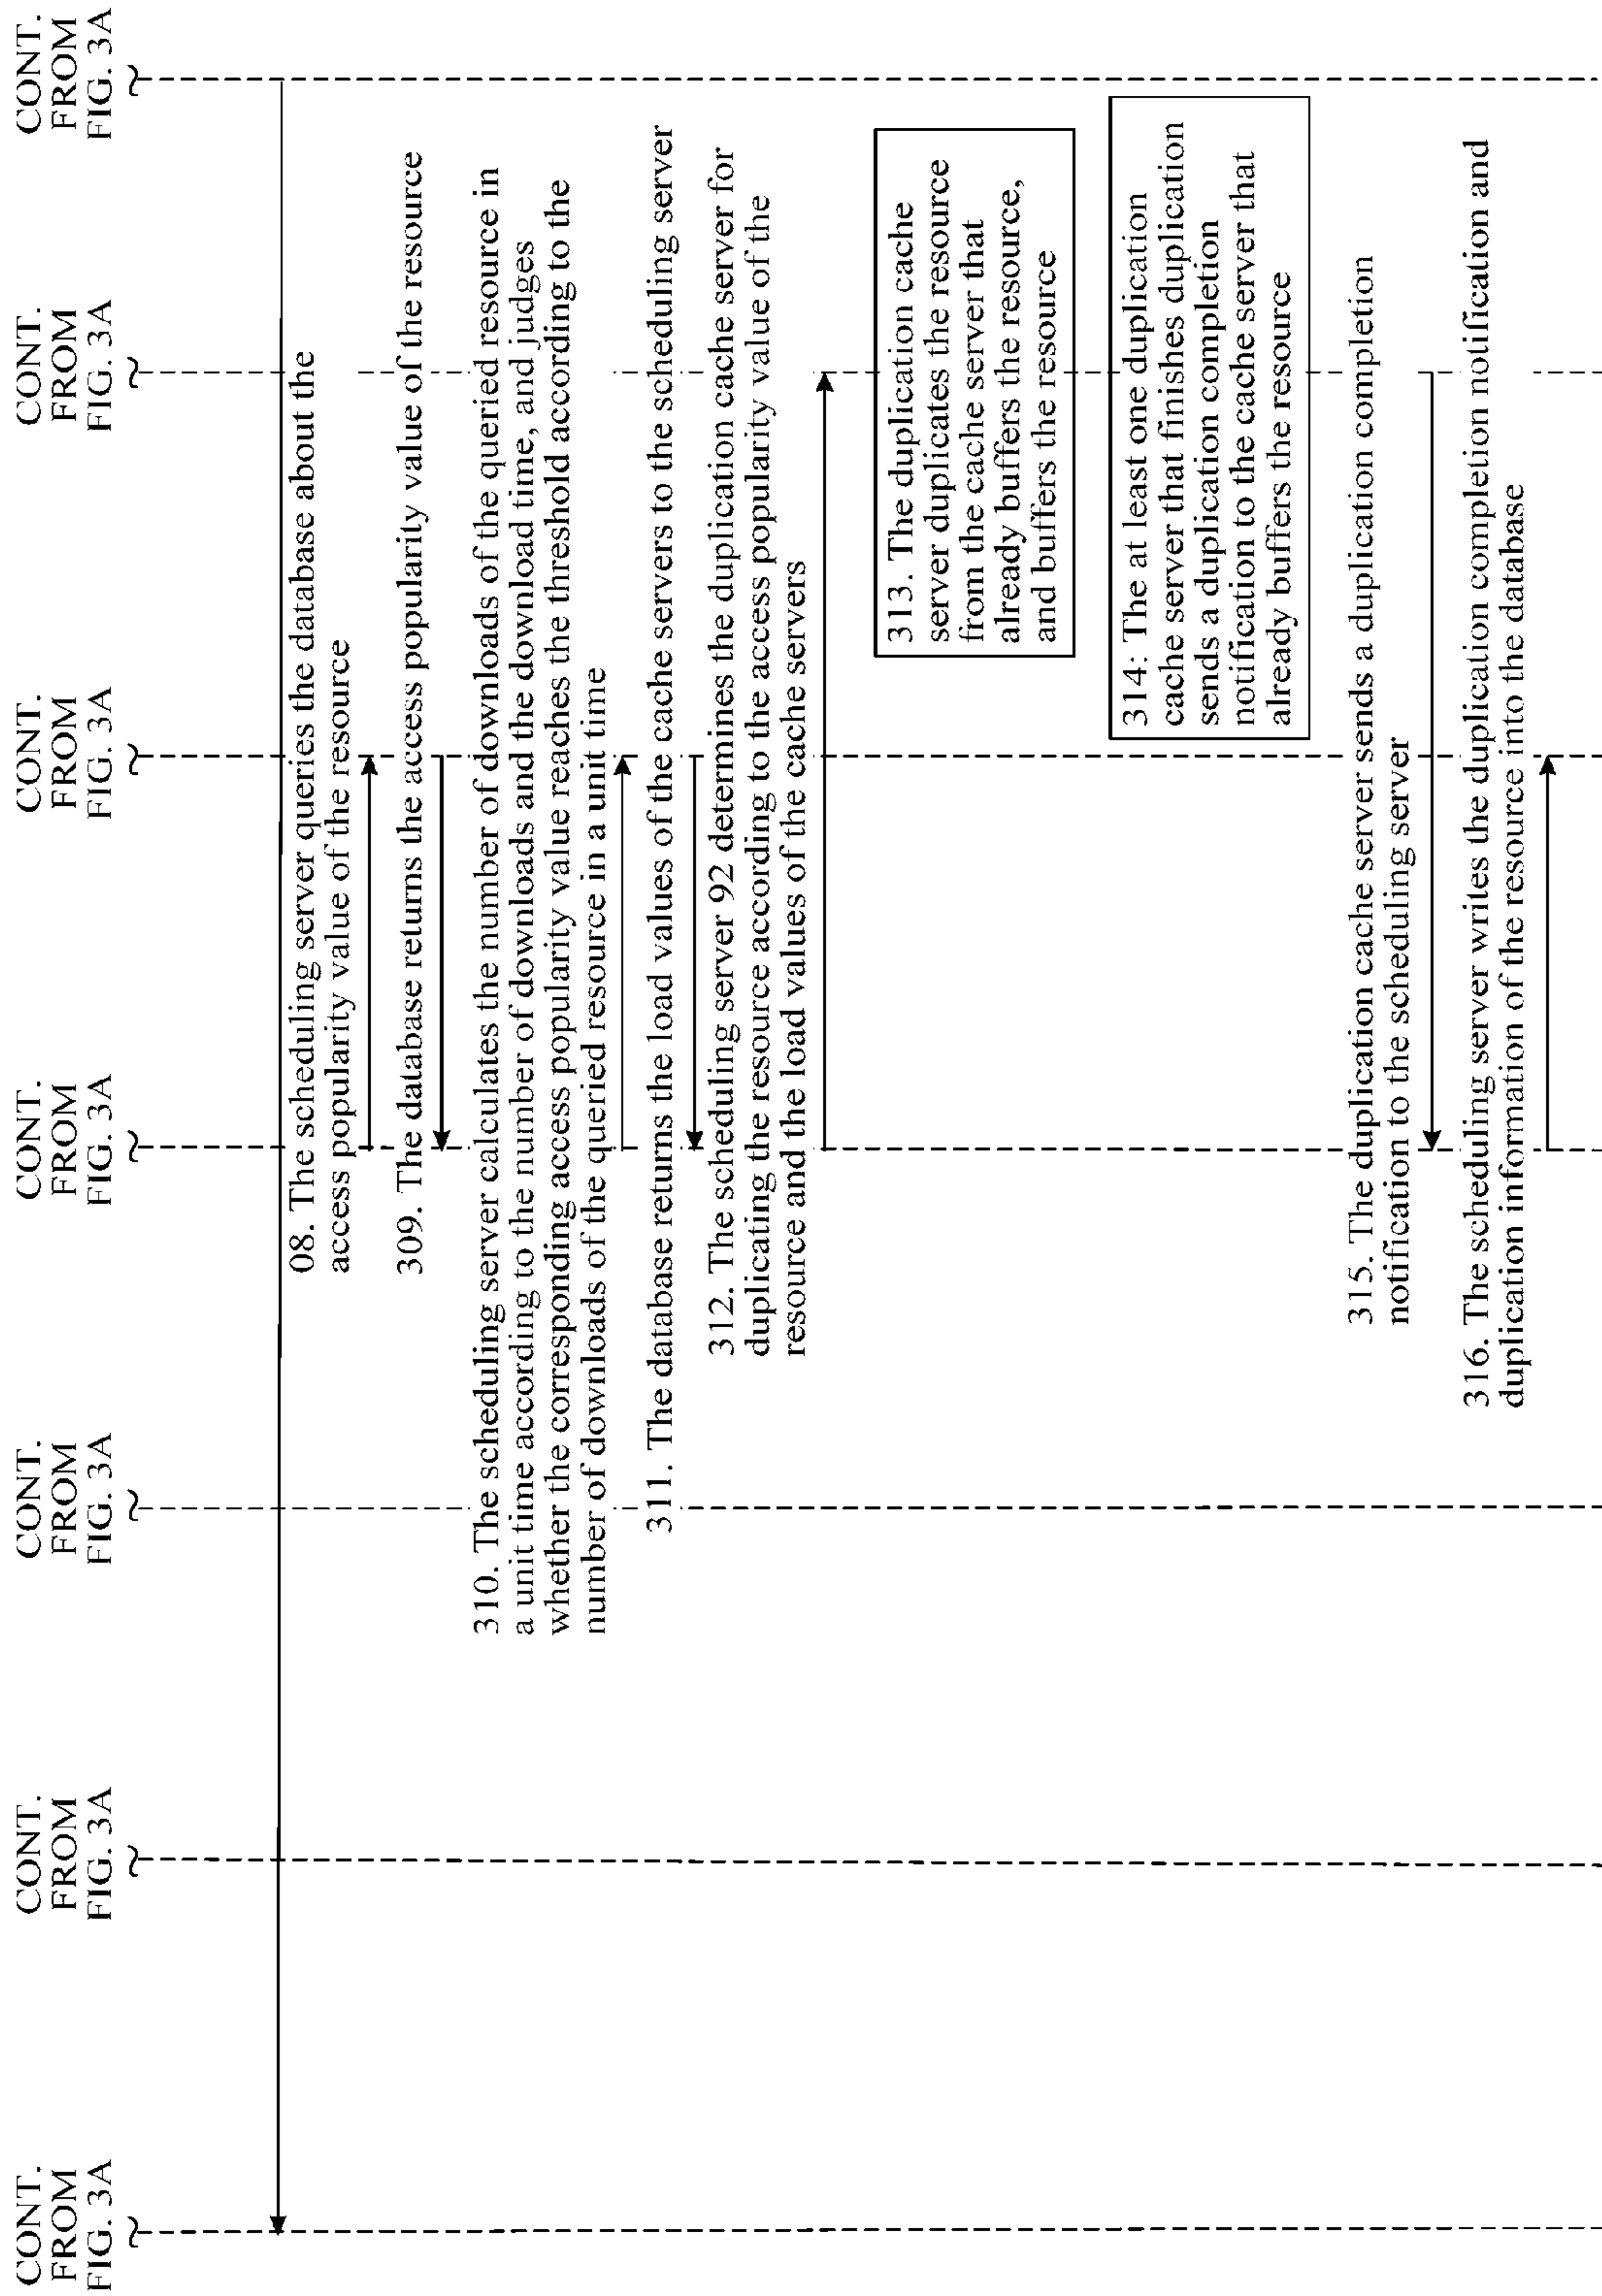 CONT.
FROM
FIG. 3A
CONT.
FROM
FIG. 3A
CONT.
FROM
FIG. 3A
CONT.
FROM
FIG. 3A
CONT.
FROM
FIG. 3A
CONT.
FROM
FIG. 3A
CONT.
FROM
FIG. 3A
08. The scheduling server queries the database about the
access popularity value of the resource
309. The database returns the access popularity value of the resource
310. The scheduling server calculates the number of downloads of the queried resource in
a unit time according to the number of downloads and the download time, and judges
whether the corresponding access popularity value reaches the threshold according to the
number of downloads of the queried resource in a unit time
311. The database returns the load values of the cache servers to the scheduling server
312. The scheduling server 92 determines the duplication cache server for
duplicating the resource according to the access popularity value of the
resource and the load values of the cache servers
313. The duplication cache
server duplicates the resource
from the cache server that
already buffers the resource,
and buffers the resource
314: The at least one duplication
cache server that finishes duplication
sends a duplication completion
notification to the cache server that
already buffers the resource
315. The duplication cache server sends a duplication completion
notification to the scheduling server
316. The scheduling server writes the duplication completion notification and
duplication information of the resource into the database